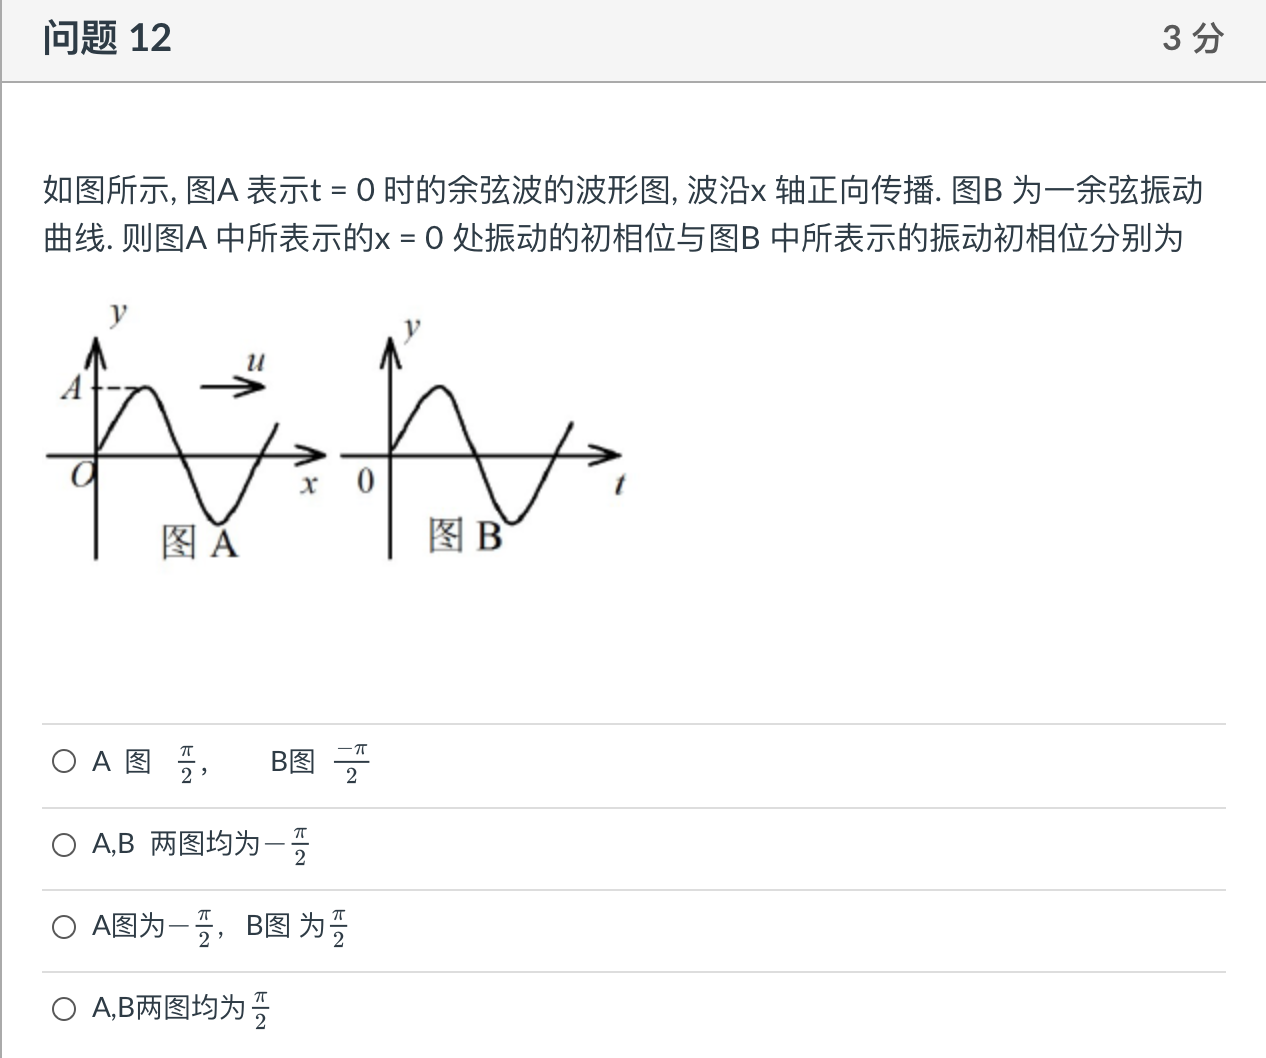 问题 12
3 分
如图所示, 图A 表示t = 0 时的余弦波的波形图, 波沿x 轴正向传播. 图B 为一余弦振动
曲线. 则图A 中所表示的x = 0 处振动的初相位与图B 中所表示的振动初相位分别为
y
u
A
O
x
图 A
y
0
t
图 B
A 图 π/2, B图 −π/2
A,B 两图均为−π/2
A图为−π/2, B图 为π/2
A,B两图均为π/2